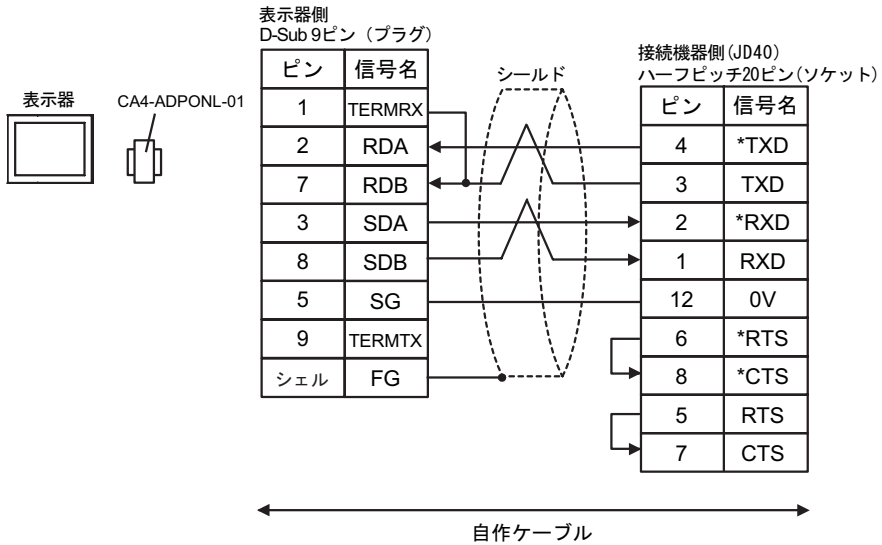 表示器側
D-Sub 9ピン（プラグ）
接続機器側(JD40)
ハーフピッチ20ピン(ソケット)
表示器
CA4-ADPONL-01
シールド
ピン 信号名
1 TERMRX
2 RDA
7 RDB
3 SDA
8 SDB
5 SG
9 TERMTX
シェル FG
ピン 信号名
4 *TXD
3 TXD
2 *RXD
1 RXD
12 0V
6 *RTS
8 *CTS
5 RTS
7 CTS
自作ケーブル